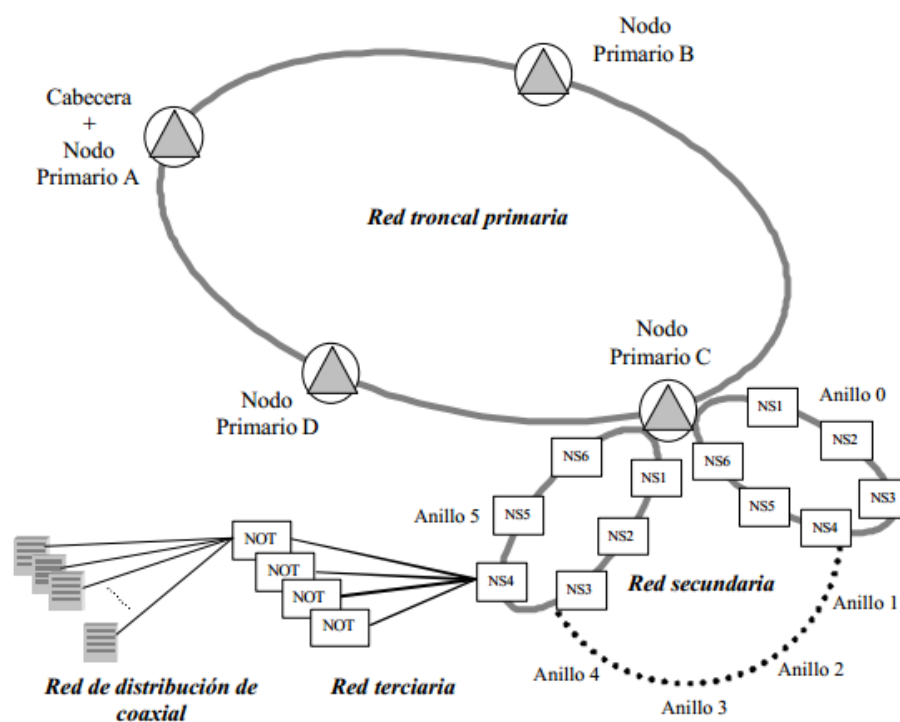 Nodo
Primario B
Cabecera
+
Nodo
Primario A
Red troncal primaria
Nodo
Primario C
Nodo
Primario D
Anillo 0
NS1
NS2
NS3
NS4
NS5
NS6
NS6
NS1
NS5
NS2
NS4
NS3
Anillo 5
Red secundaria
NOT
NOT
NOT
NOT
Anillo 1
Anillo 2
Anillo 3
Anillo 4
Red de distribución de
coaxial
Red terciaria